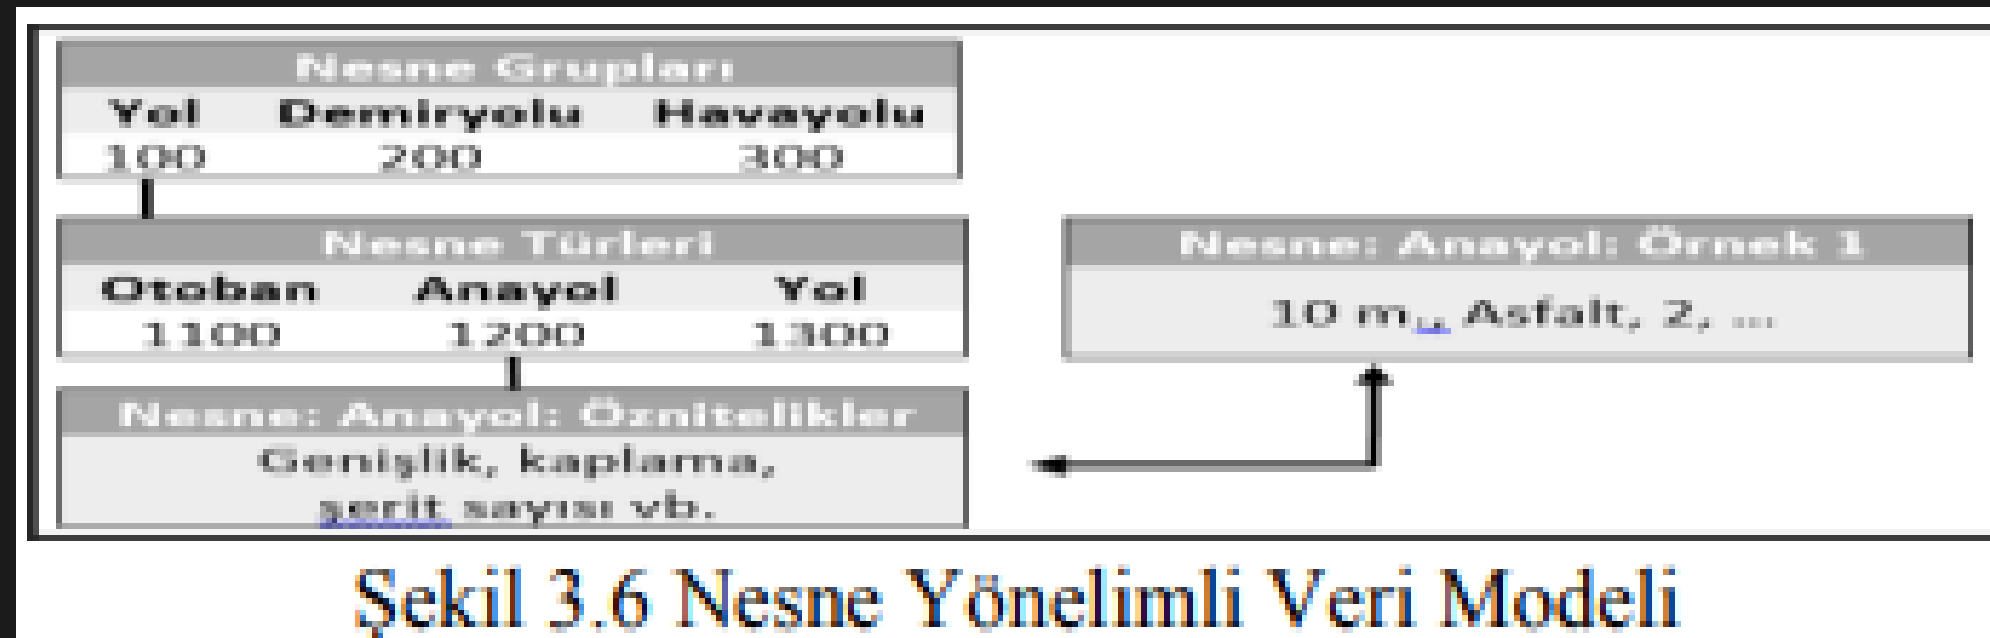 Nesne Grupları
Yol Demiryolu Havayolu
100 200 300
Nesne Türleri
Otoban Anayol Yol
1100 1200 1300
Nesne: Anayol: Örnek 1
10 m., Asfalt, 2, ...
Nesne: Anayol: Öznitelikler
Genişlik, kaplama,
şerit sayısı vb.
Şekil 3.6 Nesne Yönelimli Veri Modeli